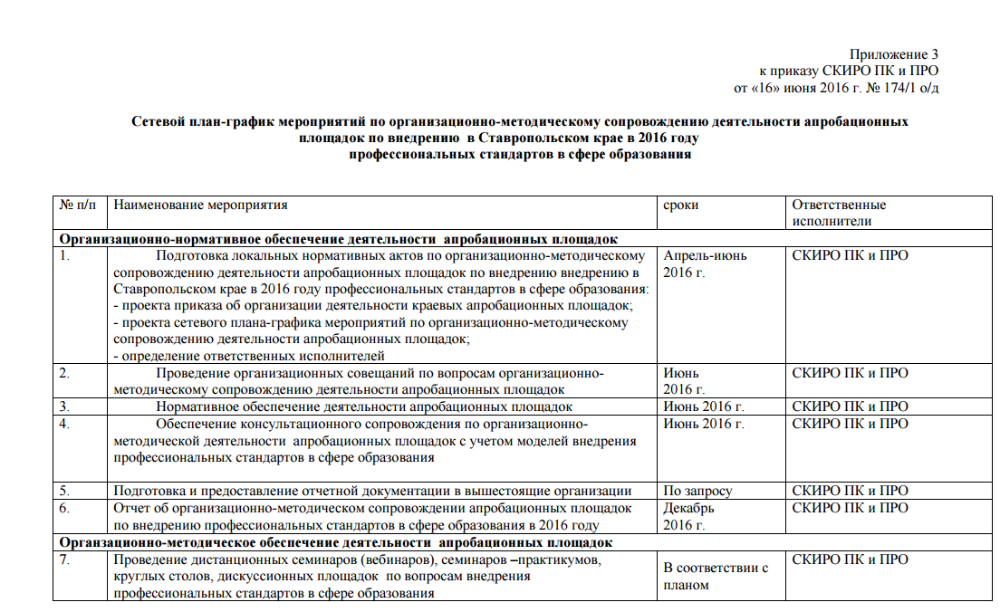 Приложение 3
к приказу СКИРО ПК и ПРО
от «16» июня 2016 г. № 174/1 о/д
Сетевой план-график мероприятий по организационно-методическому сопровождению деятельности апробационных
площадок по внедрению в Ставропольском крае в 2016 году
профессиональных стандартов в сфере образования
№ п/п Наименование мероприятия сроки Ответственные
исполнители
Организационно-нормативное обеспечение деятельности апробационных площадок
1. Подготовка локальных нормативных актов по организационно-методическому Апрель-июнь СКИРО ПК и ПРО
сопровождению деятельности апробационных площадок по внедрению внедрению в 2016 г.
Ставропольском крае в 2016 году профессиональных стандартов в сфере образования:
- проекта приказа об организации деятельности краевых апробационных площадок;
- проекта сетевого плана-графика мероприятий по организационно-методическому
сопровождению деятельности апробационных площадок;
- определение ответственных исполнителей
2. Проведение организационных совещаний по вопросам организационно- Июнь СКИРО ПК и ПРО
методическому сопровождению деятельности апробационных площадок 2016 г.
3. Нормативное обеспечение деятельности апробационных площадок Июнь 2016 г. СКИРО ПК и ПРО
4. Обеспечение консультационного сопровождения по организационно- Июнь 2016 г. СКИРО ПК и ПРО
методической деятельности апробационных площадок с учетом моделей внедрения
профессиональных стандартов в сфере образования
5. Подготовка и предоставление отчетной документации в вышестоящие организации По запросу СКИРО ПК и ПРО
6. Отчет об организационно-методическом сопровождении апробационных площадок Декабрь СКИРО ПК и ПРО
по внедрению профессиональных стандартов в сфере образования в 2016 году 2016 г.
Органзационно-методическое обеспечение деятельности апробационных площадок
7. Проведение дистанционных семинаров (вебинаров), семинаров –практикумов, СКИРО ПК и ПРО
круглых столов, дискуссионных площадок по вопросам внедрения В соответствии с
профессиональных стандартов в сфере образования планом